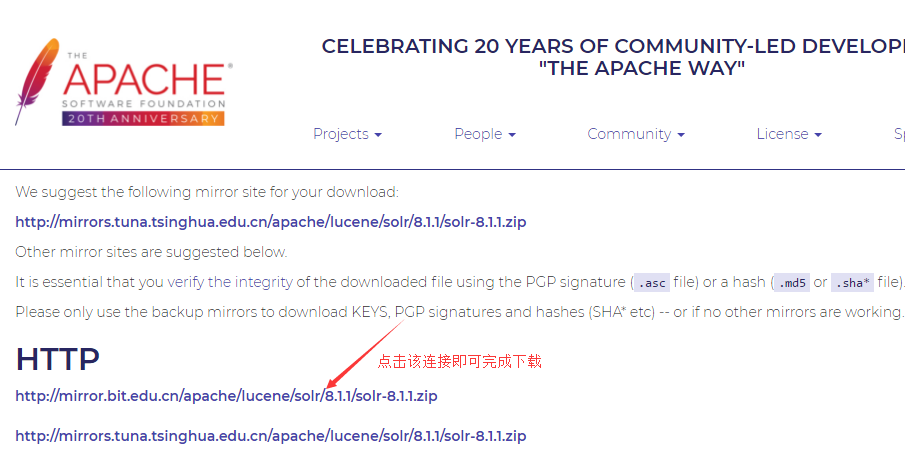 THE
APACHE®
SOFTWARE FOUNDATION
20TH ANNIVERSARY
CELEBRATING 20 YEARS OF COMMUNITY-LED DEVELOP
"THE APACHE WAY"
Projects People Community License Sp
We suggest the following mirror site for your download:
http://mirrors.tuna.tsinghua.edu.cn/apache/lucene/solr/8.1.1/solr-8.1.1.zip
Other mirror sites are suggested below.
It is essential that you verify the integrity of the downloaded file using the PGP signature (.asc file) or a hash (.md5 or .sha* file).
Please only use the backup mirrors to download KEYS, PGP signatures and hashes (SHA* etc) -- or if no other mirrors are working.
HTTP
点击该连接即可完成下载
http://mirror.bit.edu.cn/apache/lucene/solr/8.1.1/solr-8.1.1.zip
http://mirrors.tuna.tsinghua.edu.cn/apache/lucene/solr/8.1.1/solr-8.1.1.zip